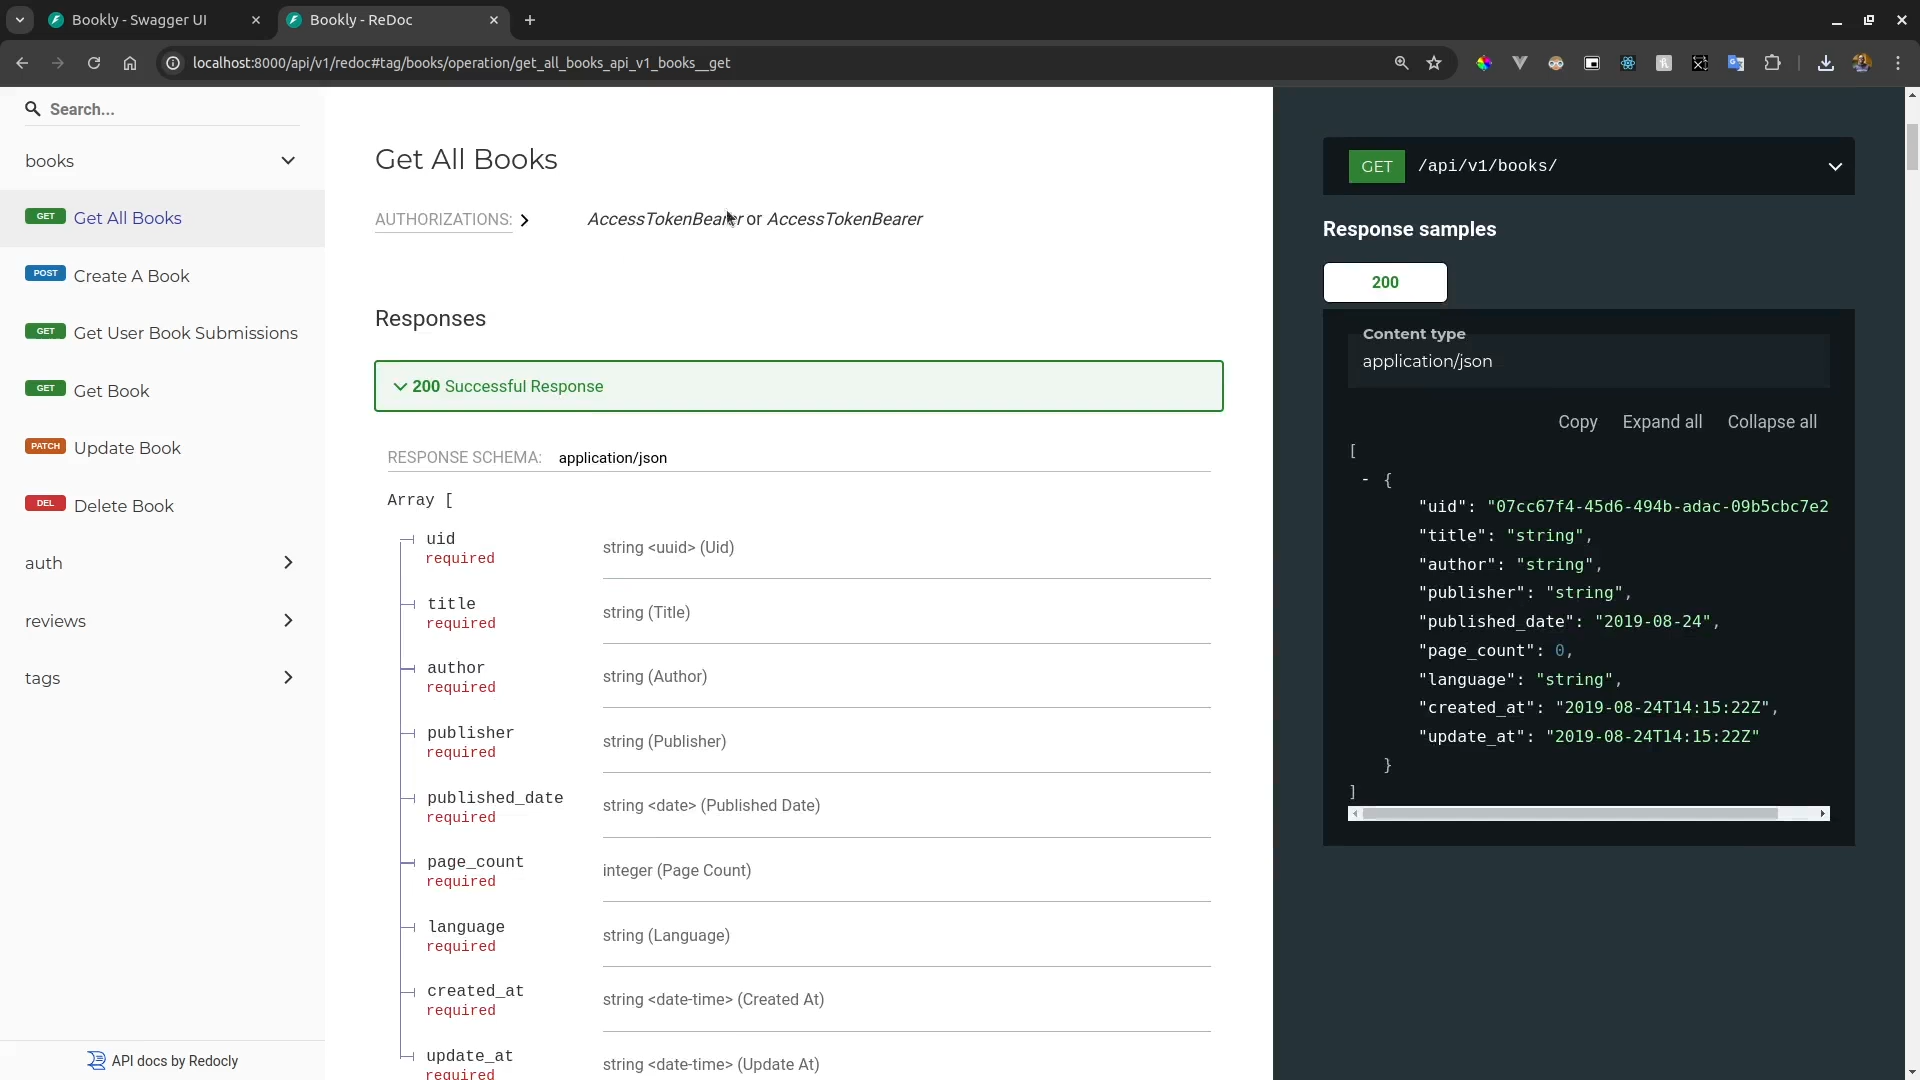 Bookly - Swagger UI
Bookly - ReDoc
localhost:8000/api/v1/redoc#tag/books/operation/get_all_books_api_v1_books__get
Search...
books
GET Get All Books
POST Create A Book
GET Get User Book Submissions
GET Get Book
PATCH Update Book
DEL Delete Book
auth
reviews
tags
API docs by Redocly
Get All Books
AUTHORIZATIONS: AccessTokenBearer or AccessTokenBearer
Responses
200 Successful Response
RESPONSE SCHEMA: application/json
Array [
uid
required
string <uuid> (Uid)
title
required
string (Title)
author
required
string (Author)
publisher
required
string (Publisher)
published_date
required
string <date> (Published Date)
page_count
required
integer (Page Count)
language
required
string (Language)
created_at
required
string <date-time> (Created At)
update_at
required
string <date-time> (Update At)
GET /api/v1/books/
Response samples
200
Content type
application/json
Copy Expand all Collapse all
[
- {
"uid": "07cc67f4-45d6-494b-adac-09b5cbc7e2
"title": "string",
"author": "string",
"publisher": "string",
"published_date": "2019-08-24",
"page_count": 0,
"language": "string",
"created_at": "2019-08-24T14:15:22Z",
"update_at": "2019-08-24T14:15:22Z"
}
]